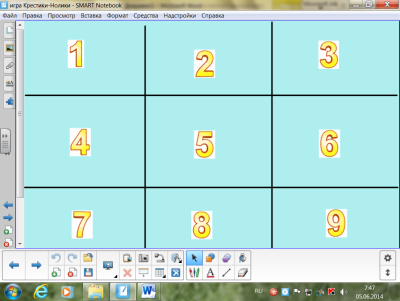 игра Крестики-Нолики - SMART Notebook
Файл Правка Просмотр Вставка Формат Средства Надстройки Справка
1 2 3
4 5 6
7 8 9
RU 7:47
05.06.2014